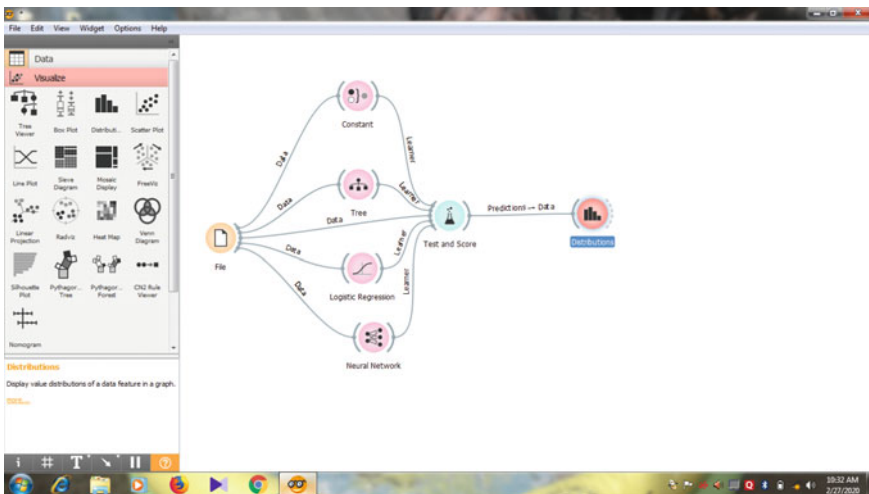 File Edit View Widget Options Help
Data
Visualize
Tree Viewer
Box Plot
Distributi...
Scatter Plot
Line Plot
Sieve Diagram
Mosaic Display
FreeViz
Linear Projection
Radviz
Heat Map
Venn Diagram
Silhouette Plot
Pythagor... Tree
Pythagor... Forest
CN2 Rule Viewer
Nomogram
Distributions
Display value distributions of a data feature in a graph.
more...
File
Data
Data
Data
Data
Data
Constant
Tree
Logistic Regression
Neural Network
Learner
Learner
Learner
Learner
Test and Score
Predictions → Data
Distributions
10:32 AM
2/27/2020